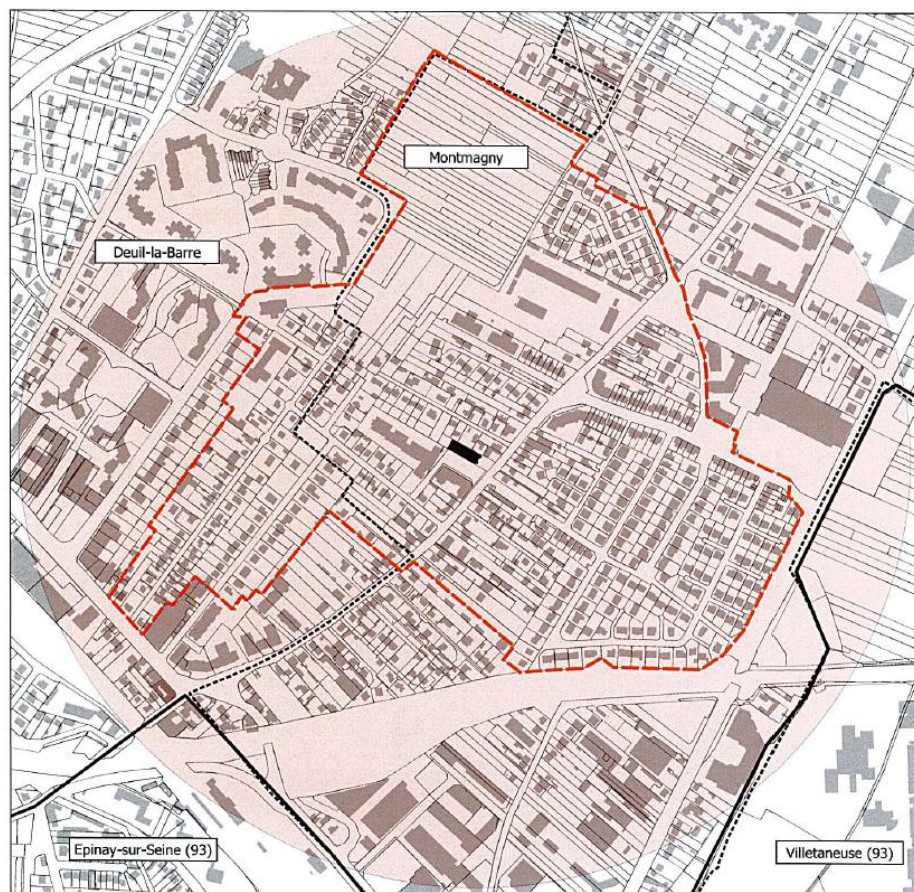 Montmagny
Deuil-la-Barre
Epinay-sur-Seine (93)
Villetaneuse (93)